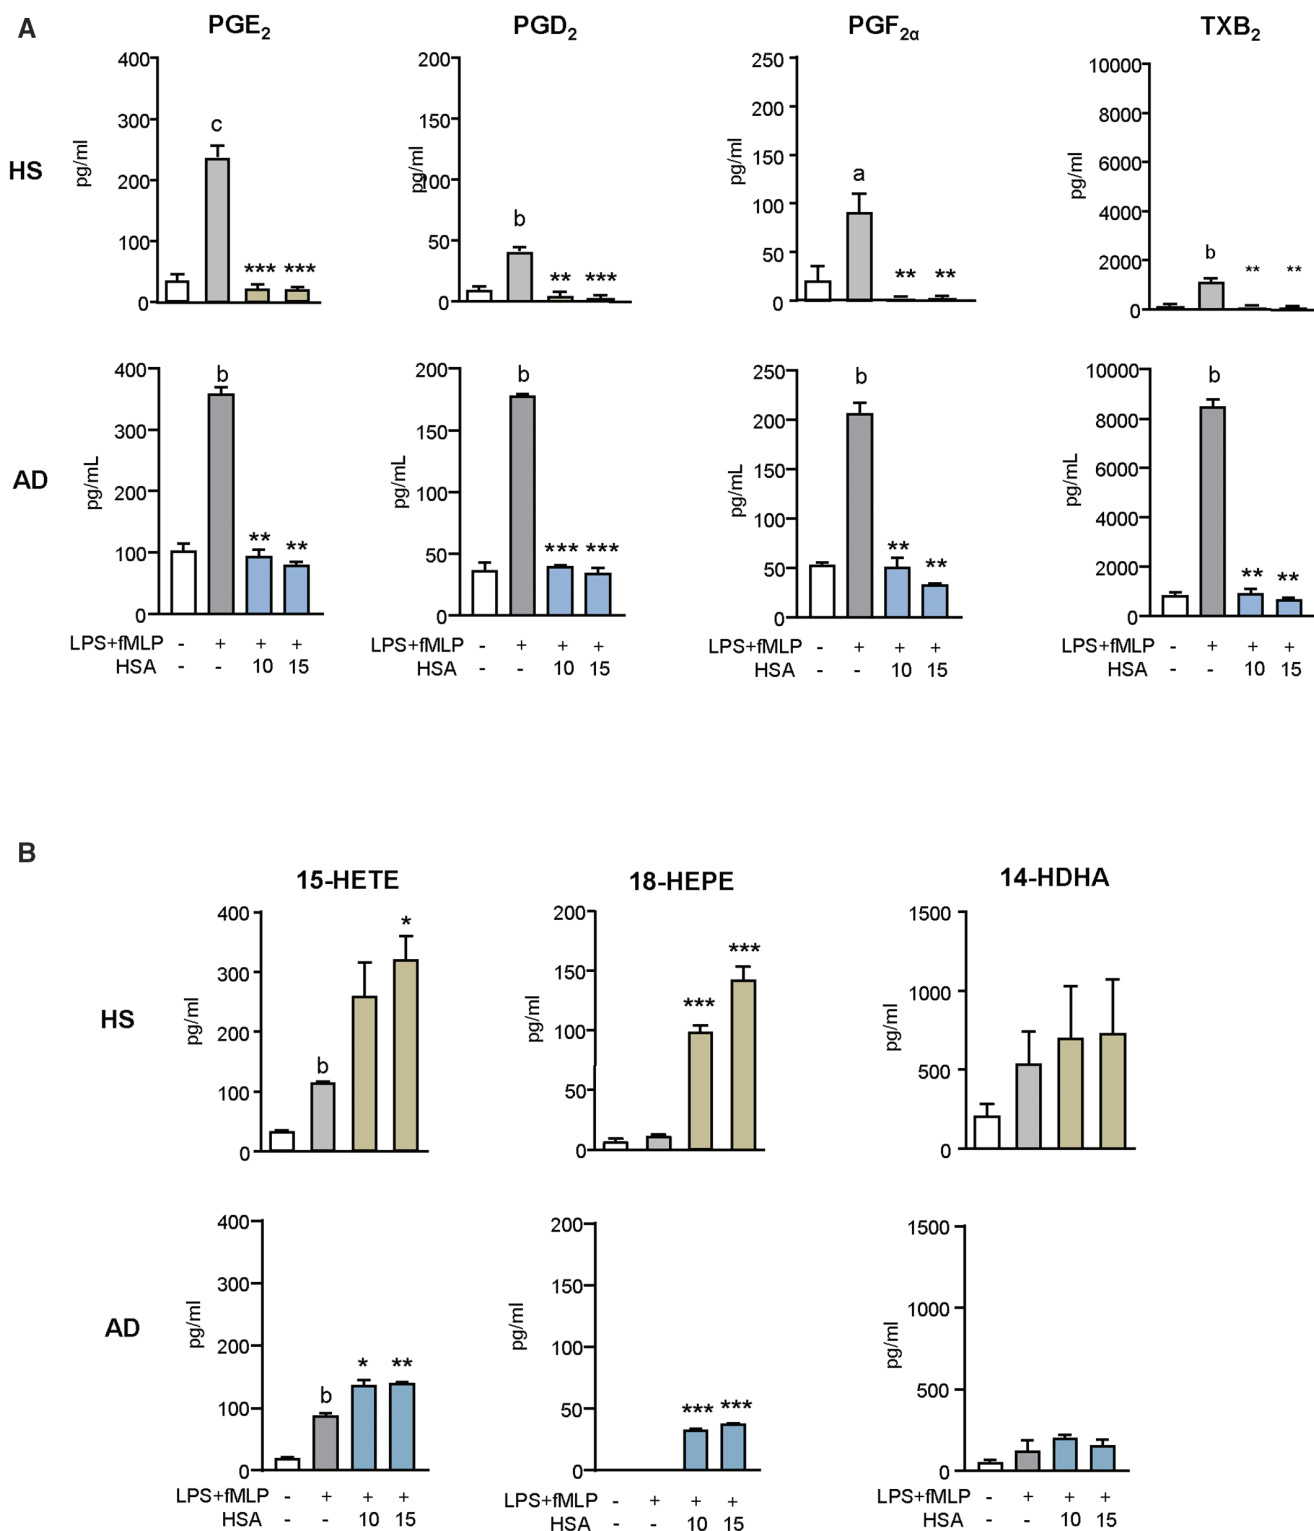 A
PGE2 PGD2 PGF2α TXB2
HS
pg/ml
400
300
200
100
0
c
***
***
pg/ml
200
150
100
50
0
b
**
***
pg/ml
250
200
150
100
50
0
a
**
**
pg/ml
10000
8000
6000
4000
2000
0
b
**
**
AD
pg/mL
400
300
200
100
0
b
**
**
pg/mL
200
150
100
50
0
b
***
***
pg/mL
250
200
150
100
50
0
b
**
**
pg/mL
10000
8000
6000
4000
2000
0
b
**
**
LPS+fMLP - + + +
HSA - - 10 15
LPS+fMLP - + + +
HSA - - 10 15
LPS+fMLP - + + +
HSA - - 10 15
LPS+fMLP - + + +
HSA - - 10 15
B
15-HETE 18-HEPE 14-HDHA
HS
pg/ml
400
300
200
100
0
b
*
pg/ml
200
150
100
50
0
***
***
pg/ml
1500
1000
500
0
AD
pg/ml
400
300
200
100
0
b
*
**
pg/ml
200
150
100
50
0
***
***
pg/ml
1500
1000
500
0
LPS+fMLP - + + +
HSA - - 10 15
LPS+fMLP - + + +
HSA - - 10 15
LPS+fMLP - + + +
HSA - - 10 15